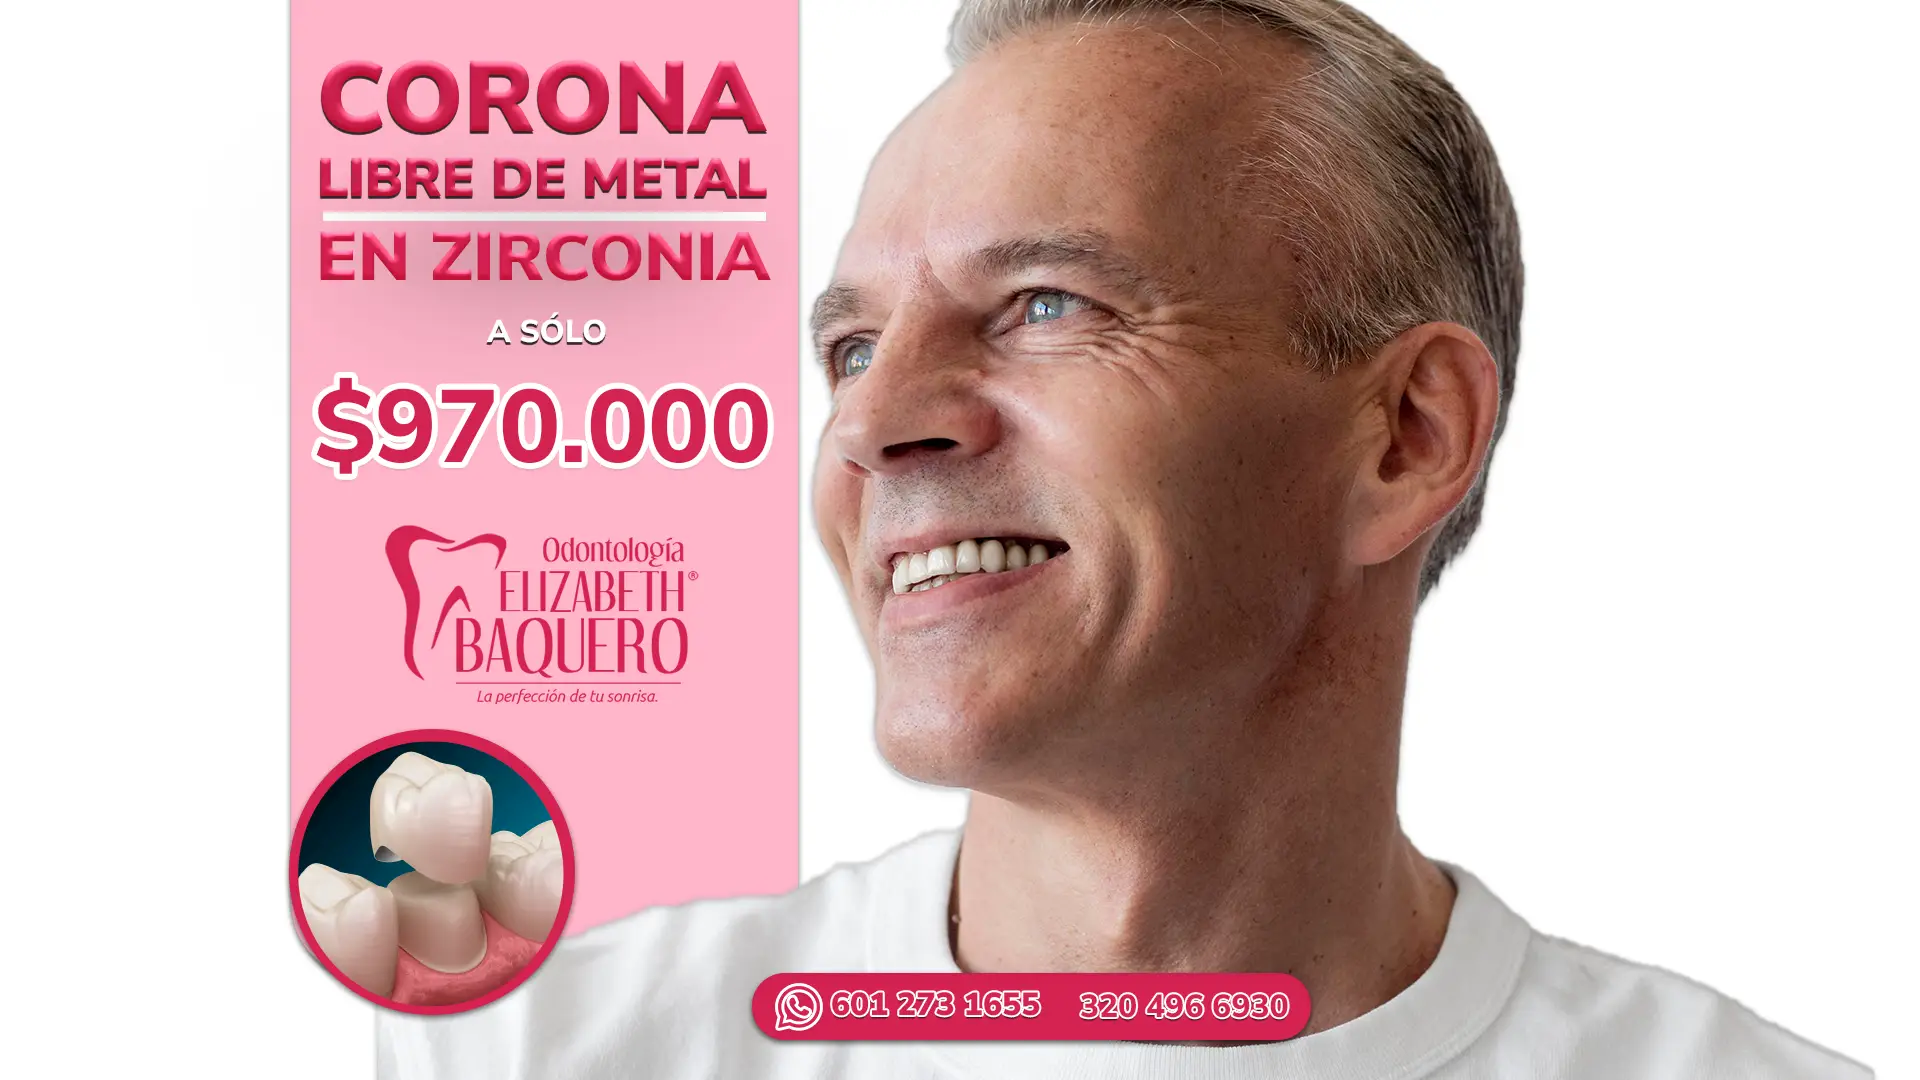 CORONA
LIBRE DE METAL
EN ZIRCONIA
A SÓLO
$970.000
Odontología
ELIZABETH®
BAQUERO
La perfección de tu sonrisa.
601 273 1655 320 496 6930